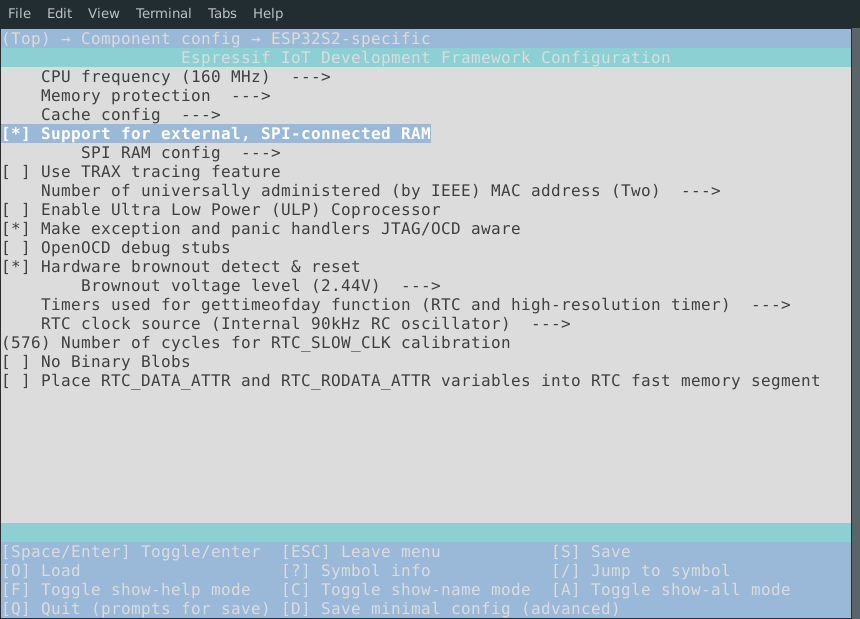 File Edit View Terminal Tabs Help
(Top) → Component config → ESP32S2-specific
Espressif IoT Development Framework Configuration
CPU frequency (160 MHz)  --->
Memory protection  --->
Cache config  --->
[*] Support for external, SPI-connected RAM
SPI RAM config  --->
[ ] Use TRAX tracing feature
Number of universally administered (by IEEE) MAC address (Two)  --->
[ ] Enable Ultra Low Power (ULP) Coprocessor
[*] Make exception and panic handlers JTAG/OCD aware
[ ] OpenOCD debug stubs
[*] Hardware brownout detect & reset
Brownout voltage level (2.44V)  --->
Timers used for gettimeofday function (RTC and high-resolution timer)  --->
RTC clock source (Internal 90kHz RC oscillator)  --->
(576) Number of cycles for RTC_SLOW_CLK calibration
[ ] No Binary Blobs
[ ] Place RTC_DATA_ATTR and RTC_RODATA_ATTR variables into RTC fast memory segment
[Space/Enter] Toggle/enter  [ESC] Leave menu  [S] Save
[O] Load  [?] Symbol info  [/] Jump to symbol
[F] Toggle show-help mode  [C] Toggle show-name mode  [A] Toggle show-all mode
[Q] Quit (prompts for save) [D] Save minimal config (advanced)